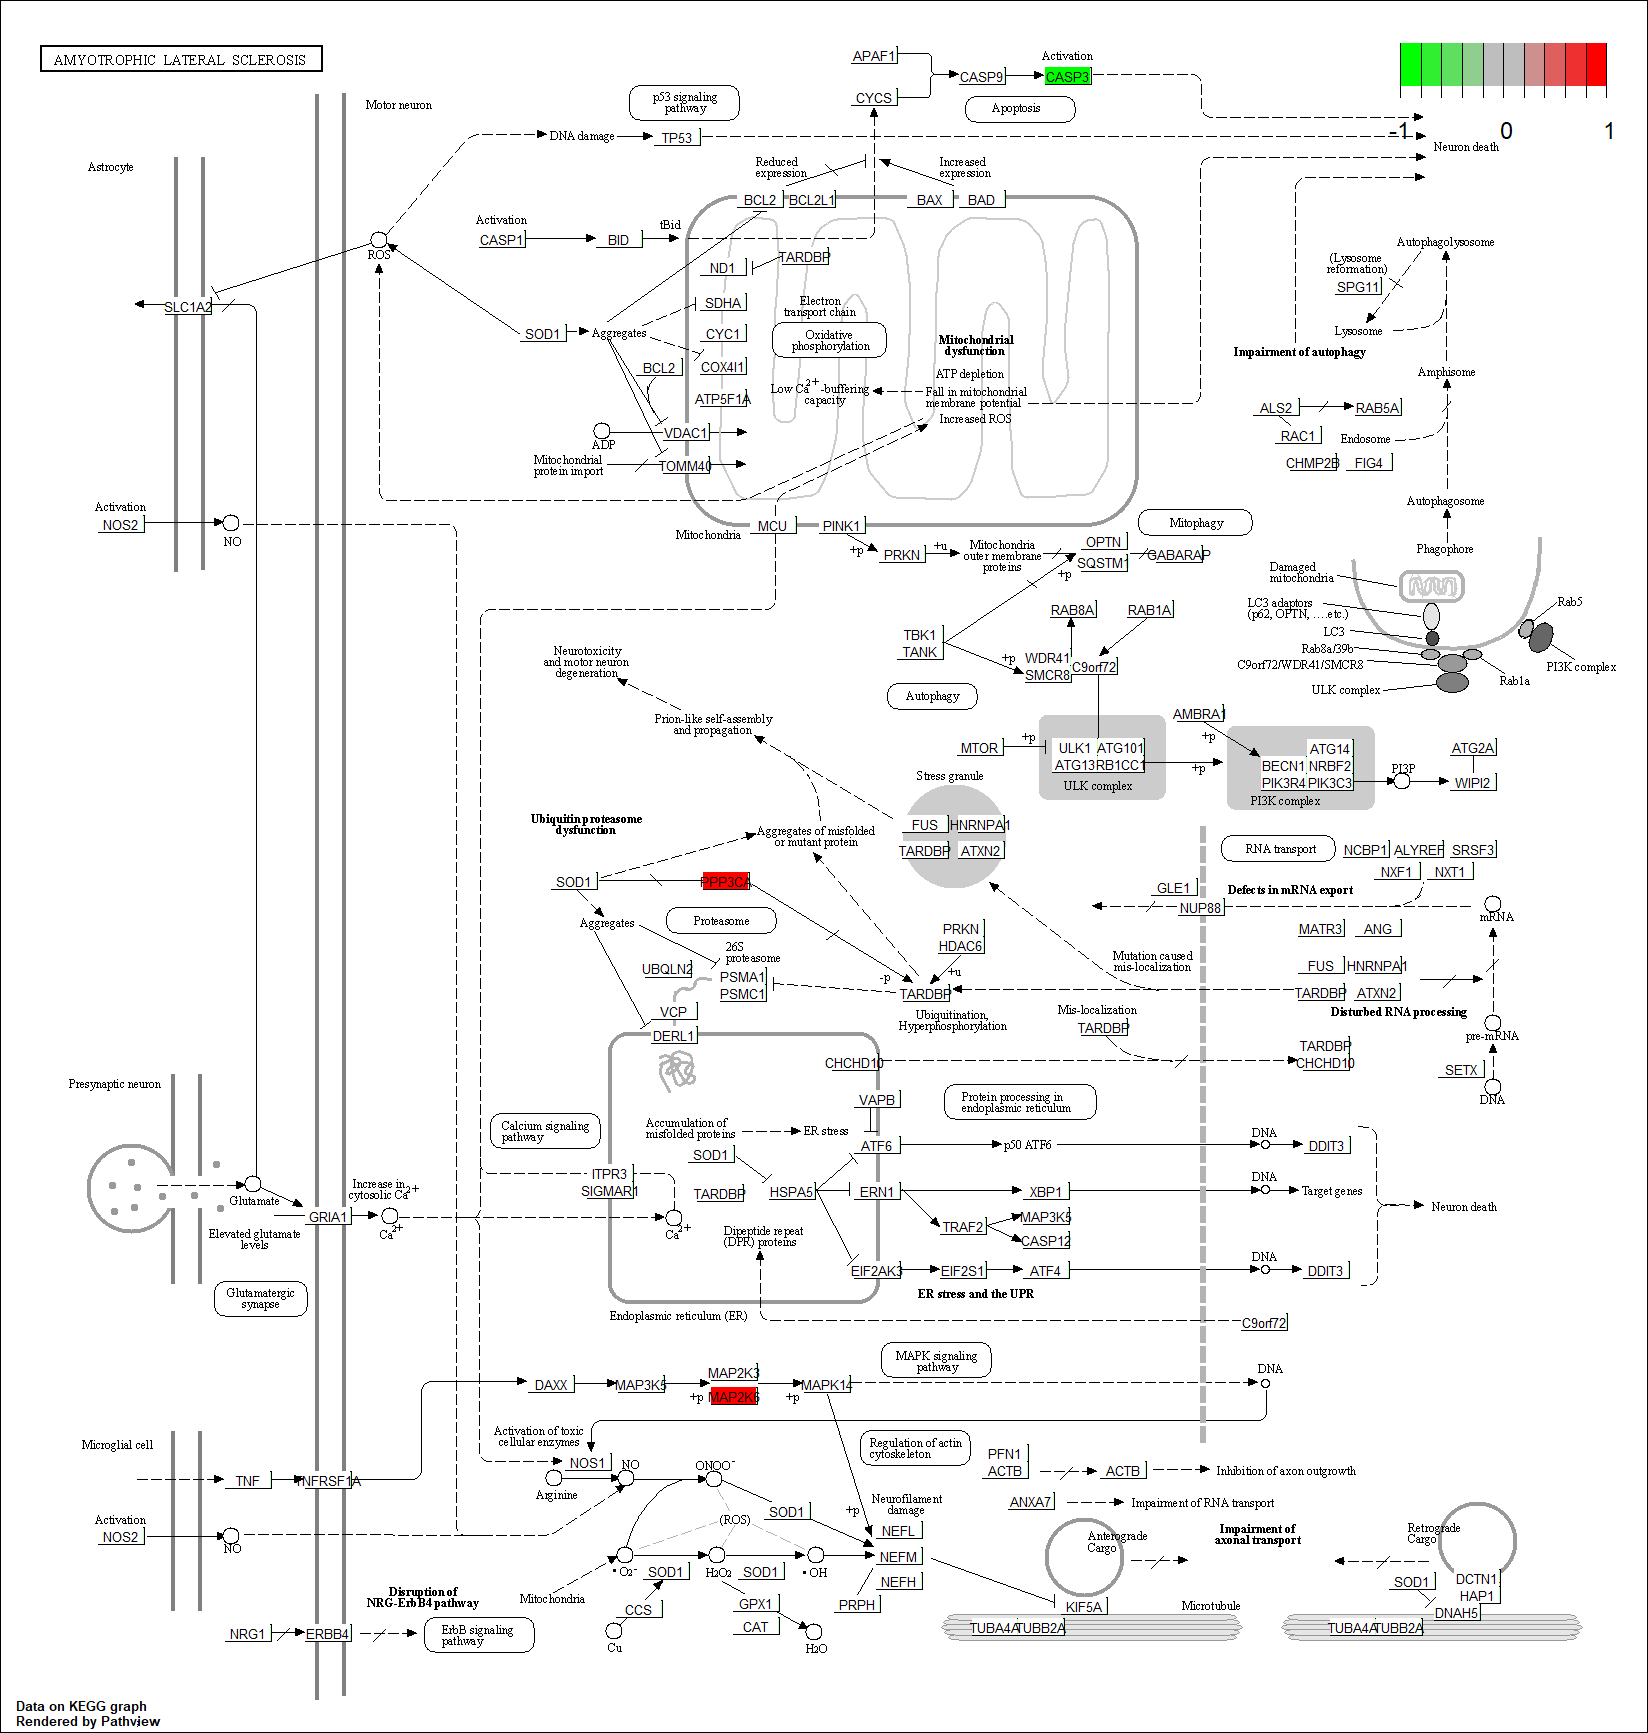 AMYOTROPHIC LATERAL SCLEROSIS
-1
0
1
Motor neuron
Astrocyte
p53 signaling
pathway
DNA damage
TP53
APAF1
CYCS
CASP9
Activation
CASP3
Apoptosis
Neuron death
Reduced
expression
Increased
expression
BCL2
BCL2L1
BAX
BAD
Activation
CASP1
BID
tBid
ROS
SLC1A2
ND1
TARDBP
SDHA
CYC1
COX4I1
ATP5F1A
Electron
transport chain
Oxidative
phosphorylation
Mitochondrial
dysfunction
ATP depletion
Fall in mitochondrial
membrane potential
Increased ROS
Low Ca2+-buffering
capacity
SOD1
Aggregates
BCL2
ADP
VDAC1
Mitochondrial
protein import
TOMM40
Autophagolysosome
(Lysosome
reformation)
SPG11
Lysosome
Impairment of autophagy
Amphisome
ALS2
RAB5A
RAC1
Endosome
CHMP2B
FIG4
Autophagosome
Phagophore
Activation
NOS2
NO
Mitochondria
MCU
PINK1
+p
PRKN
+u
Mitochondria
outer membrane
proteins
OPTN
SQSTM1
GABARAP
+p
Mitophagy
Damaged
mitochondria
LC3 adaptors
(p62, OPTN, ....etc.)
LC3
Rab8a/39b
C9orf72/WDR41/SMCR8
ULK complex
Rab5
PI3K complex
Rab1a
RAB8A
RAB1A
TBK1
TANK
+p
WDR41
SMCR8
C9orf72
Autophagy
Neurotoxicity
and motor neuron
degeneration
Prion-like self-assembly
and propagation
MTOR
+p
ULK1
ATG101
ATG13
RB1CC1
ULK complex
+p
AMBRA1
+p
ATG14
BECN1
NRBF2
PIK3R4
PIK3C3
PI3K complex
PI3P
ATG2A
WIPI2
Stress granule
FUS
HNRNPA1
TARDBP
ATXN2
Ubiquitin proteasome
dysfunction
Aggregates of misfolded
or mutant protein
SOD1
PPP3CA
Aggregates
Proteasome
26S
proteasome
UBQLN2
PSMA1
PSMC1
VCP
DERL1
PRKN
HDAC6
+u
-p
TARDBP
Ubiquitination,
Hyperphosphorylation
RNA transport
NCBP1
ALYREF
SRSF3
NXF1
NXT1
GLE1
NUP88
Defects in mRNA export
mRNA
MATR3
ANG
FUS
HNRNPA1
TARDBP
ATXN2
Disturbed RNA processing
pre-mRNA
SETX
DNA
Mutation caused
mis-localization
Mis-localization
TARDBP
TARDBP
CHCHD10
CHCHD10
Presynaptic neuron
Glutamate
Elevated glutamate
levels
GRIA1
Increase in
cytosolic Ca2+
Ca2+
Glutamatergic
synapse
Calcium signaling
pathway
ITPR3
SIGMAR1
Ca2+
Accumulation of
misfolded proteins
ER stress
SOD1
TARDBP
HSPA5
Dipeptide repeat
(DPR) proteins
VAPB
ATF6
ERN1
EIF2AK3
Protein processing in
endoplasmic reticulum
p50 ATF6
XBP1
TRAF2
MAP3K5
CASP12
EIF2S1
ATF4
ER stress and the UPR
DNA
DDIT3
DNA
Target genes
DNA
DDIT3
Neuron death
Endoplasmic reticulum (ER)
C9orf72
MAPK signaling
pathway
DAXX
MAP3K5
MAP2K3
MAP2K6
+p
+p
MAPK14
DNA
Microglial cell
TNF
TNFRSF1A
Activation
NOS2
NO
Activation of toxic
cellular enzymes
NOS1
Arginine
NO
ONOO-
(ROS)
SOD1
+p
Neurofilament
damage
NEFL
NEFM
NEFH
PRPH
•O2-
SOD1
H2O2
SOD1
•OH
Mitochondria
CCS
Cu
GPX1
CAT
H2O
Regulation of actin
cytoskeleton
PFN1
ACTB
ACTB
Inhibition of axon outgrowth
ANXA7
Impairment of RNA transport
Anterograde
Cargo
Impairment of
axonal transport
Retrograde
Cargo
KIF5A
Microtubule
TUBA4A
TUBB2A
SOD1
DCTN1
HAP1
DNAH5
TUBA4A
TUBB2A
Disruption of
NRG-ErbB4 pathway
NRG1
ERBB4
ErbB signaling
pathway
Data on KEGG graph
Rendered by Pathview